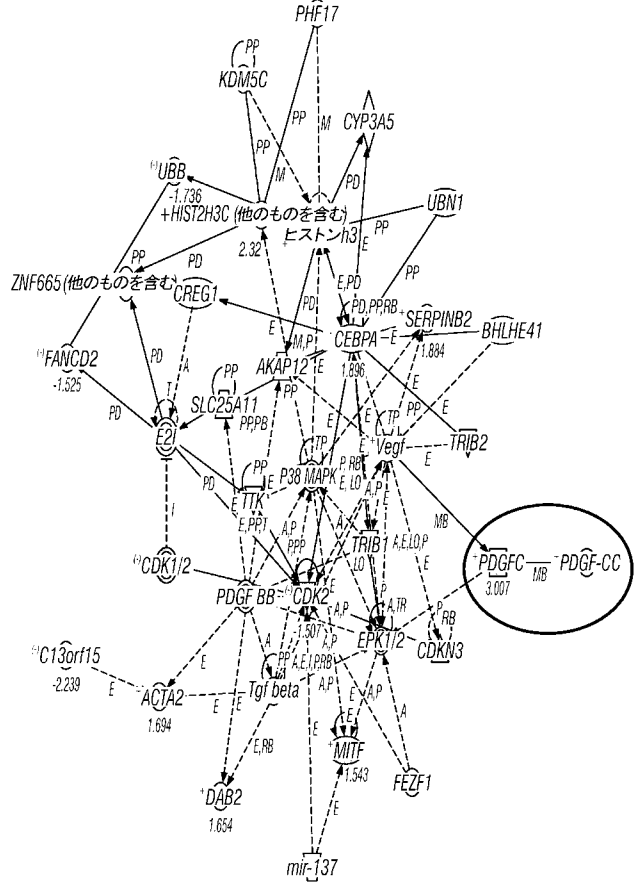 PHF17
PP
KDM5C
CYP3A5
PP
PP
M
(-)UBB
PP
M
PD
-1.736
+HIST2H3C (他のものを含む)
UBN1
ヒストンh3
2.32
E
PP
PD
ZNF665 (他のものを含む)
E,PD
PP
CREG1
PD
PD,PP,RB
+SERPINB2
E
CEBPA
E
BHLHE41
(-)FANCD2
M,P
1.884
PD
A
PP
AKAP12
E
1.896
-1.525
T
SLC25A11
PP
E
PP
E
PD
PP,PB
TP
E2f
E
+Vegf
E
TRIB2
PP
TP
P38 MAPK
P, RB
PD
E
TTK
E, LO
A,P
P
MB
E,PPT
A,P
I
P,PP
TRIB1
A,E,LO,P
PDGFC
MB
PDGF-CC
(-)CDK1/2
LO
E
3.007
PDGF BB
(-)CDK2
P
A,TR
A,P
RB
1.507
EPK1/2
CDKN3
(-)C13orf15
A
A,P
E
PP
A,E,I,P,RB
-2.239
Tgf beta
A,P
A,P
E
ACTA2
E
A
1.694
E
E
E
E,RB
+MITF
1.543
FEZF1
+DAB2
1.654
E
mir-137